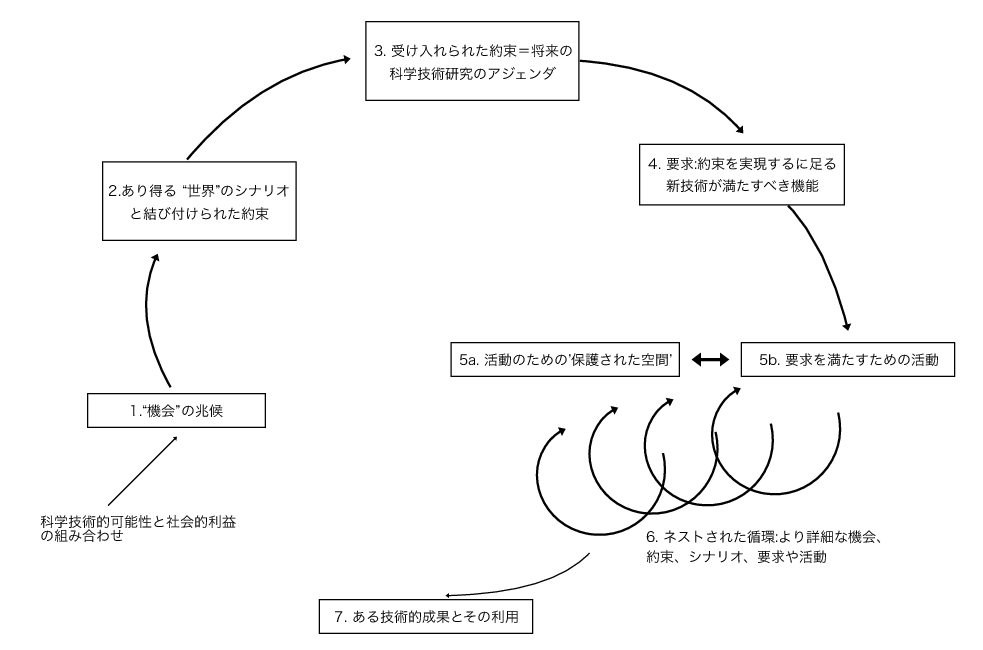 3. 受け入れられた約束＝将来の
科学技術研究のアジェンダ
4. 要求:約束を実現するに足る
新技術が満たすべき機能
2.あり得る “世界”のシナリオ
と結び付けられた約束
5a. 活動のための’保護された空間’
5b. 要求を満たすための活動
1.“機会”の兆候
科学技術的可能性と社会的利益
の組み合わせ
6. ネストされた循環:より詳細な機会、
約束、シナリオ、要求や活動
7. ある技術的成果とその利用